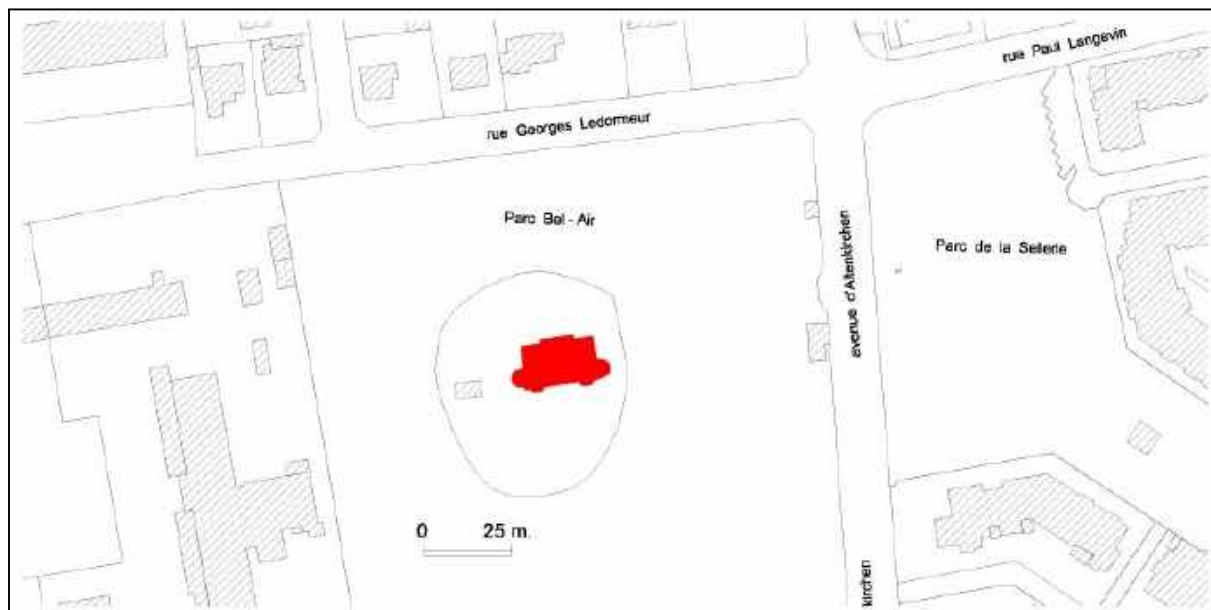 rue Paul Langevin
rue Georges Ledormeur
Parc Bel - Air
avenue d'Altenkirchen
Parc de la Sellerie
0 25 m.
kirchen